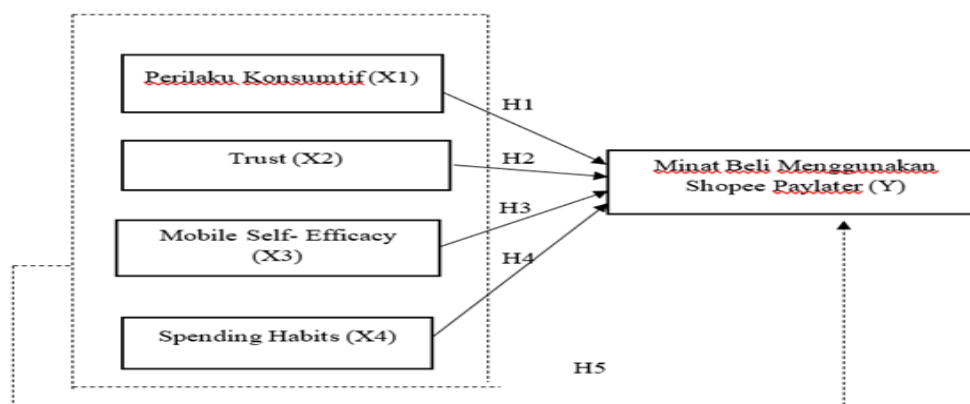 Perilaku Konsumtif (X1)
H1
Trust (X2)
H2
Minat Beli Menggunakan
Shopee Paylater (Y)
H3
Mobile Self- Efficacy
(X3)
H4
Spending Habits (X4)
H5